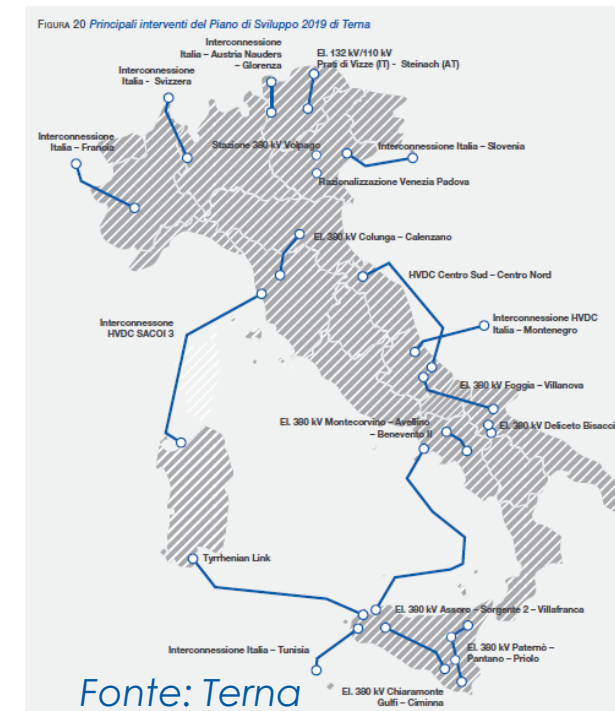 FIGURA 20 Principali interventi del Piano di Sviluppo 2019 di Terna
Interconnessione
Italia – Austria Nauders
– Glorenza
El. 132 kV/110 kV
Prati di Vizze (IT) - Steinach (AT)
Interconnessione
Italia - Svizzera
Interconnessione
Italia – Francia
Stazione 380 kV Volpago
Interconnessione Italia – Slovenia
Razionalizzazione Venezia Padova
El. 380 kV Colunga – Calenzano
HVDC Centro Sud – Centro Nord
Interconnessone
HVDC SACOI 3
Interconnessione HVDC
Italia – Montenegro
El. 380 kV Foggia – Villanova
El. 380 kV Montecorvino – Avellino
– Benevento II
El. 380 kV Deliceto Bisacci
Tyrrhenian Link
El. 380 kV Assoro – Sorgente 2 – Villafranca
Interconnessione Italia – Tunisia
El. 380 kV Paternò –
Pantano – Priolo
El. 380 kV Chiaramonte
Gulfi – Ciminna
Fonte: Terna